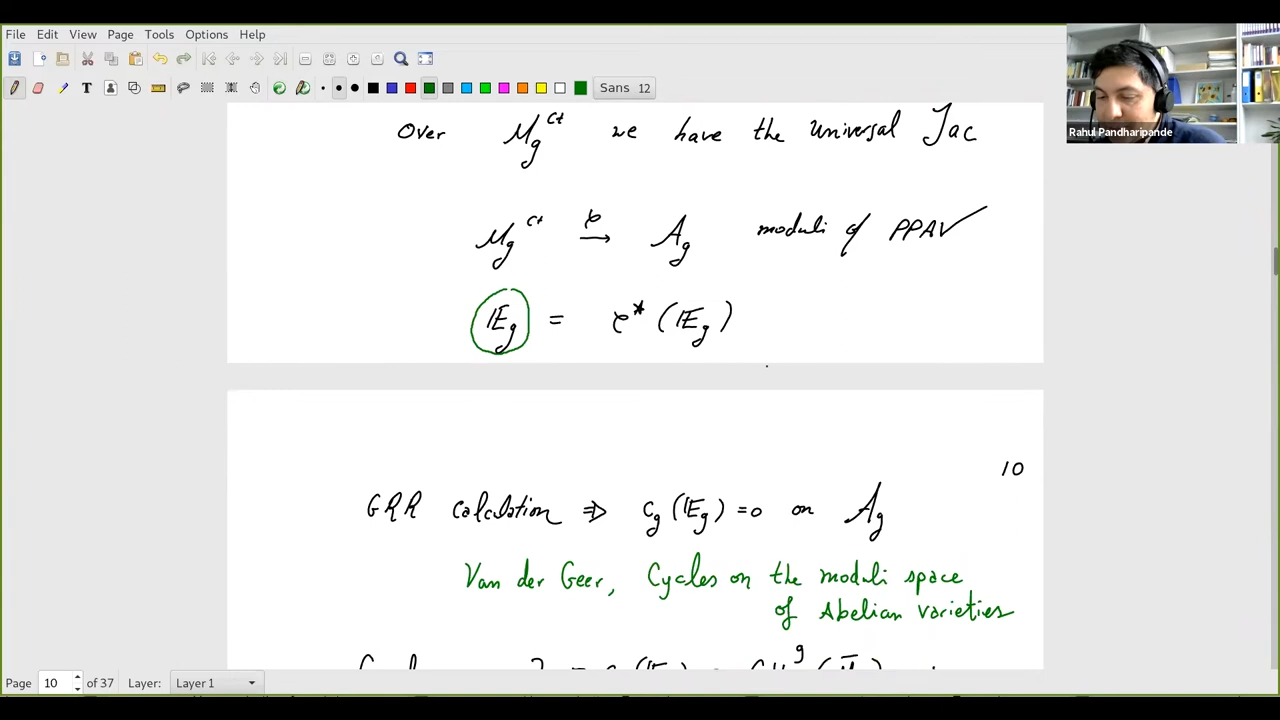 File Edit View Page Tools Options Help
Sans 12
Rahul Pandharipande
Over M_g^ct we have the universal Jac
M_g^ct →^φ A_g moduli of PPAV
𝔼_g = φ*(𝔼_g)
10
GRR calculation ⇒ c_g(𝔼_g)=0 on A_g
Van der Geer, Cycles on the moduli space
of Abelian varieties
Page 10 of 37 Layer: Layer 1